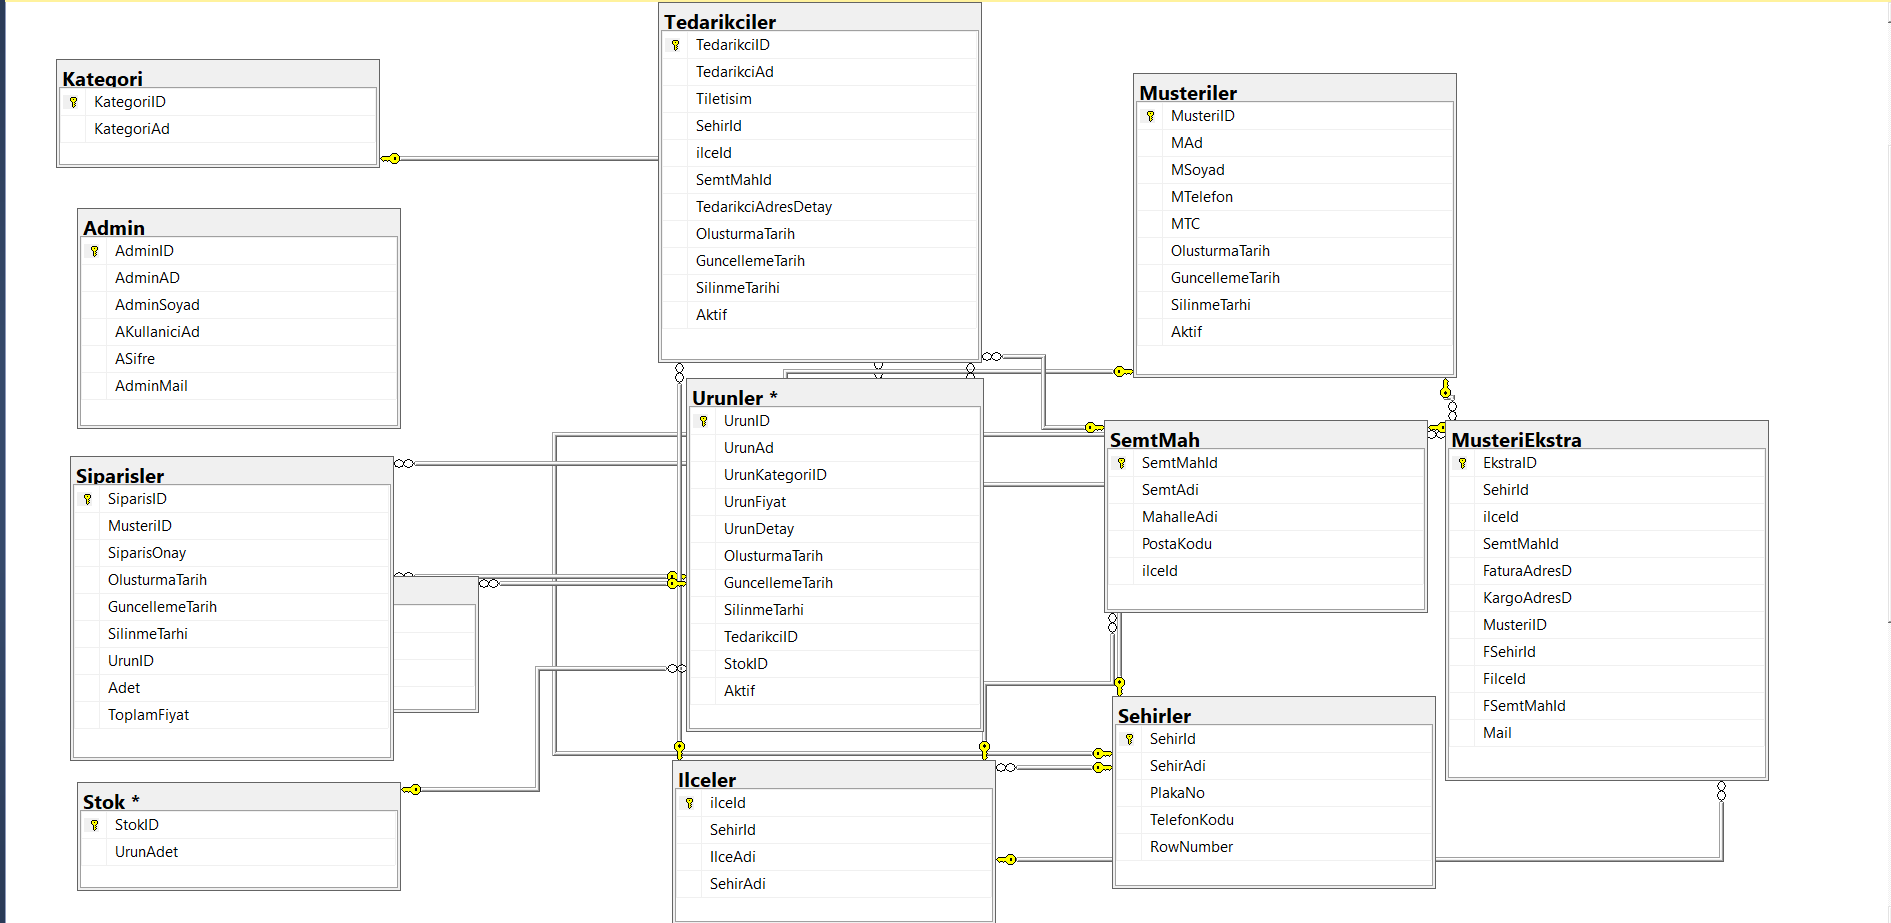 Kategori
KategoriID
KategoriAd
Admin
AdminID
AdminAD
AdminSoyad
AKullaniciAd
ASifre
AdminMail
Siparisler
SiparisID
MusteriID
SiparisOnay
OlusturmaTarih
GuncellemeTarih
SilinmeTarhi
UrunID
Adet
ToplamFiyat
Stok *
StokID
UrunAdet
Tedarikciler
TedarikciID
TedarikciAd
Tiletisim
SehirId
ilceId
SemtMahId
TedarikciAdresDetay
OlusturmaTarih
GuncellemeTarih
SilinmeTarihi
Aktif
Urunler *
UrunID
UrunAd
UrunKategoriID
UrunFiyat
UrunDetay
OlusturmaTarih
GuncellemeTarih
SilinmeTarhi
TedarikciID
StokID
Aktif
Ilceler
ilceId
SehirId
IlceAdi
SehirAdi
Musteriler
MusteriID
MAd
MSoyad
MTelefon
MTC
OlusturmaTarih
GuncellemeTarih
SilinmeTarhi
Aktif
SemtMah
SemtMahId
SemtAdi
MahalleAdi
PostaKodu
ilceId
Sehirler
SehirId
SehirAdi
PlakaNo
TelefonKodu
RowNumber
MusteriEkstra
EkstraID
SehirId
ilceId
SemtMahId
FaturaAdresD
KargoAdresD
MusteriID
FSehirId
FilceId
FSemtMahId
Mail